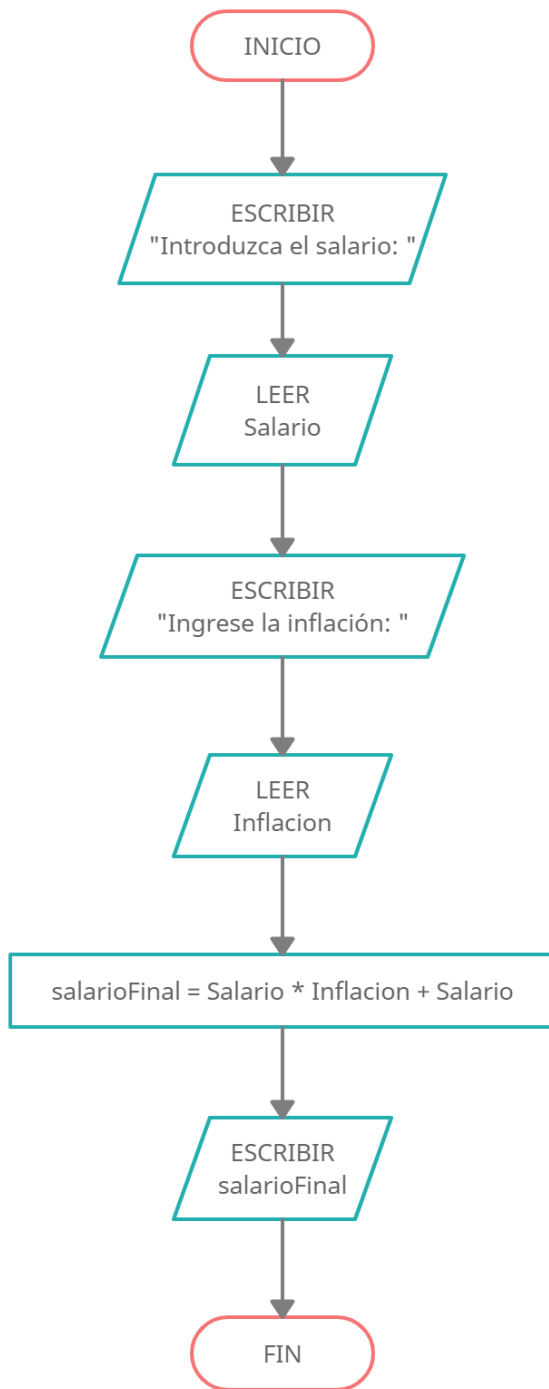 INICIO
ESCRIBIR
"Introduzca el salario: "
LEER
Salario
ESCRIBIR
"Ingrese la inflación: "
LEER
Inflacion
salarioFinal = Salario * Inflacion + Salario
ESCRIBIR
salarioFinal
FIN